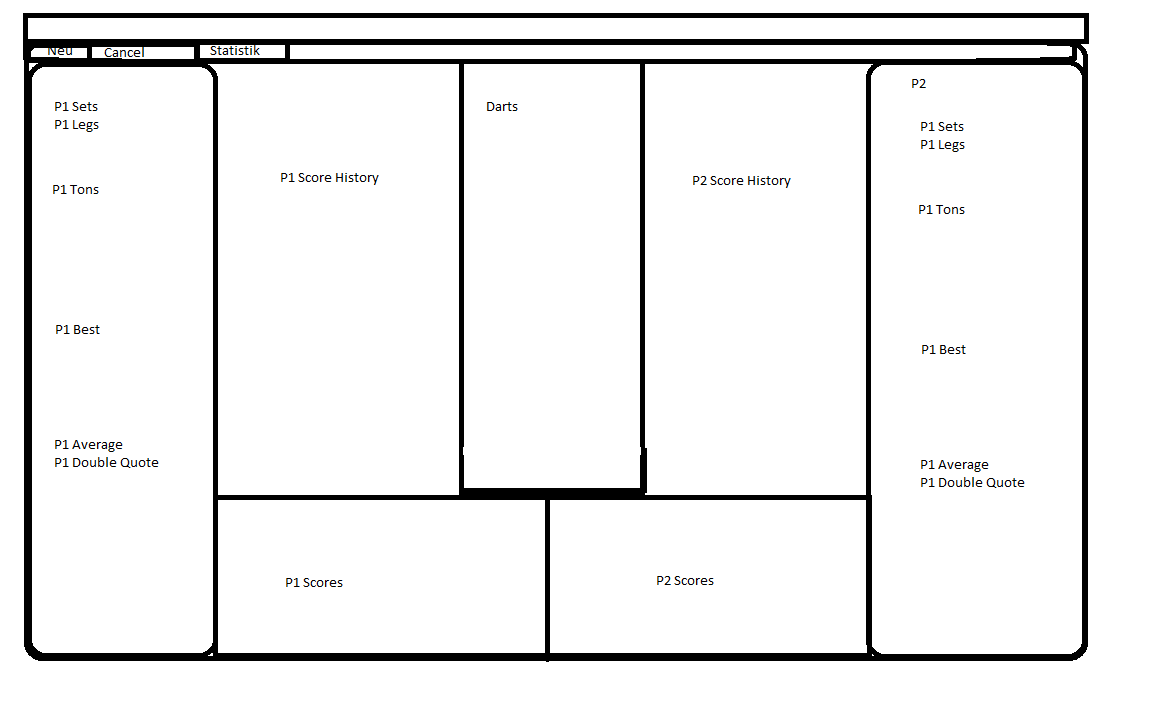 Neu
Cancel
Statistik
P1 Sets
P1 Legs
P1 Tons
P1 Best
P1 Average
P1 Double Quote
P1 Score History
Darts
P2 Score History
P2
P1 Sets
P1 Legs
P1 Tons
P1 Best
P1 Average
P1 Double Quote
P1 Scores
P2 Scores